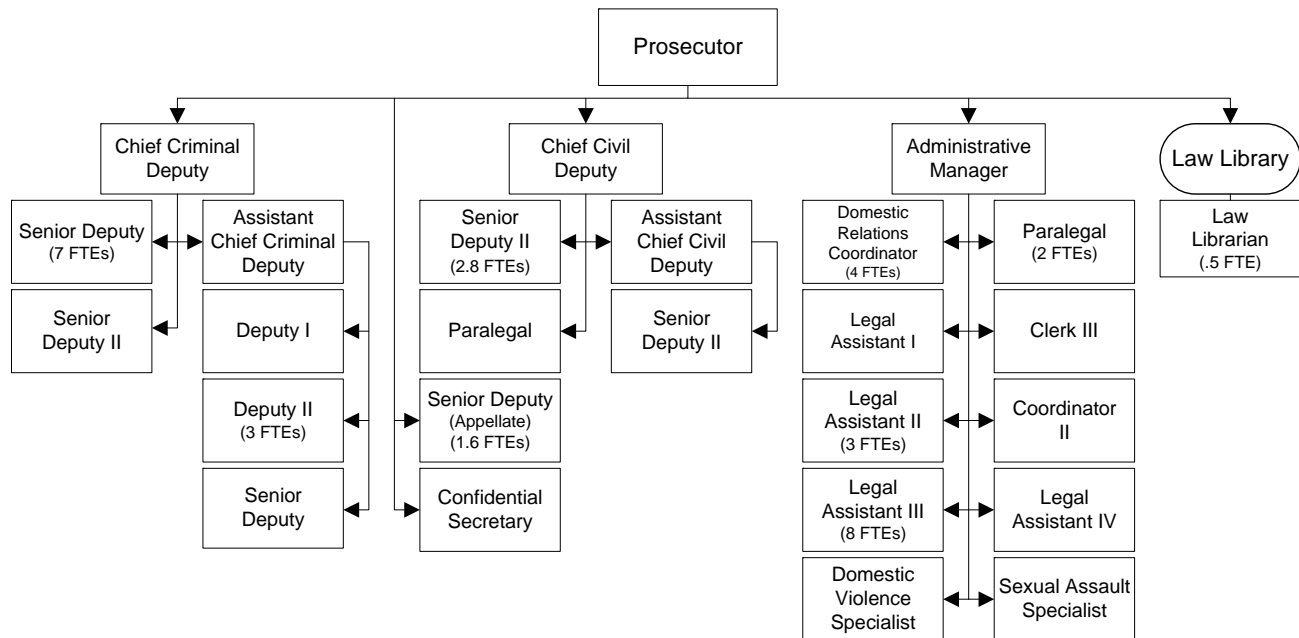 Prosecutor
Chief Criminal
Deputy
Chief Civil
Deputy
Administrative
Manager
Law Library
Senior Deputy
(7 FTEs)
Assistant
Chief Criminal
Deputy
Senior
Deputy II
(2.8 FTEs)
Assistant
Chief Civil
Deputy
Domestic
Relations
Coordinator
(4 FTEs)
Paralegal
(2 FTEs)
Law
Librarian
(.5 FTE)
Senior
Deputy II
Deputy I
Paralegal
Senior
Deputy II
Legal
Assistant I
Clerk III
Deputy II
(3 FTEs)
Senior Deputy
(Appellate)
(1.6 FTEs)
Legal
Assistant II
(3 FTEs)
Coordinator
II
Senior
Deputy
Confidential
Secretary
Legal
Assistant III
(8 FTEs)
Legal
Assistant IV
Domestic
Violence
Specialist
Sexual Assault
Specialist